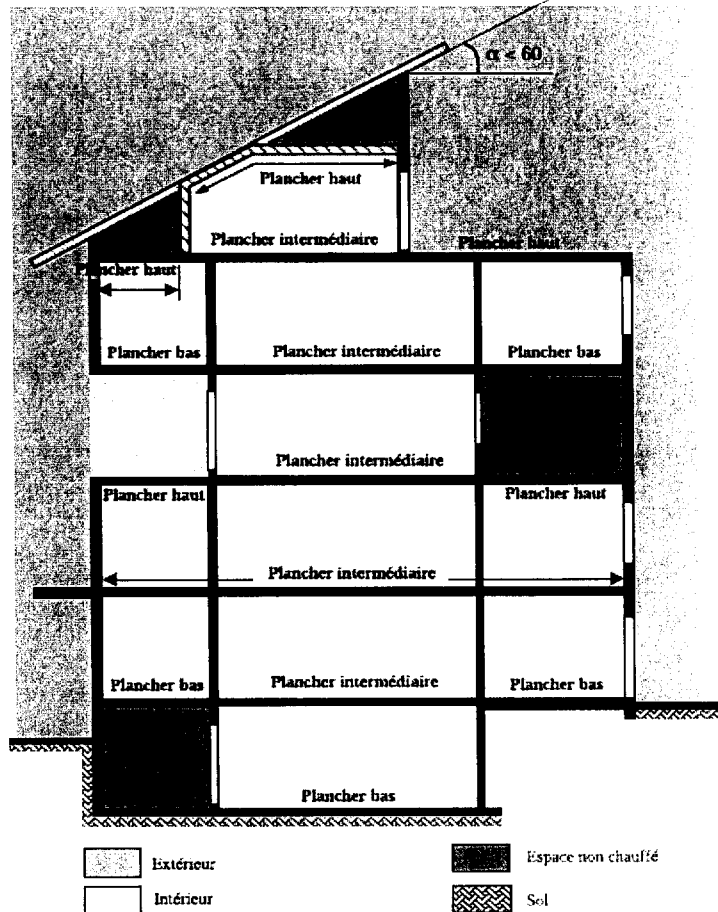 α < 60
Plancher haut
Plancher intermédiaire
Plancher haut
Plancher haut
Plancher bas
Plancher intermédiaire
Plancher bas
Plancher intermédiaire
Plancher haut
Plancher haut
Plancher intermédiaire
Plancher bas
Plancher intermédiaire
Plancher bas
Plancher bas
Extérieur
Espace non chauffé
Intérieur
Sol